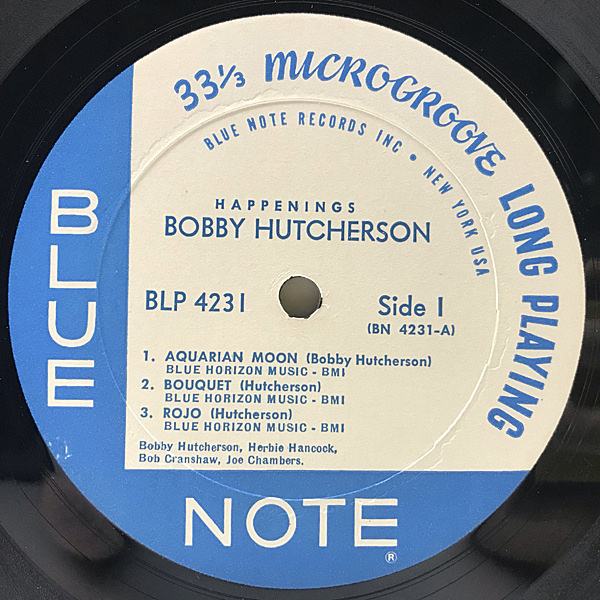 33⅓ MICROGROOVE LONG PLAYING
BLUE NOTE RECORDS INC • NEW YORK USA
HAPPENINGS
BOBBY HUTCHERSON
BLP 4231
Side 1
(BN 4231-A)
1. AQUARIAN MOON (Bobby Hutcherson)
BLUE HORIZON MUSIC - BMI
2. BOUQUET (Hutcherson)
BLUE HORIZON MUSIC - BMI
3. ROJO (Hutcherson)
BLUE HORIZON MUSIC - BMI
Bobby Hutcherson, Herbie Hancock,
Bob Cranshaw, Joe Chambers.
BLUE
NOTE
®